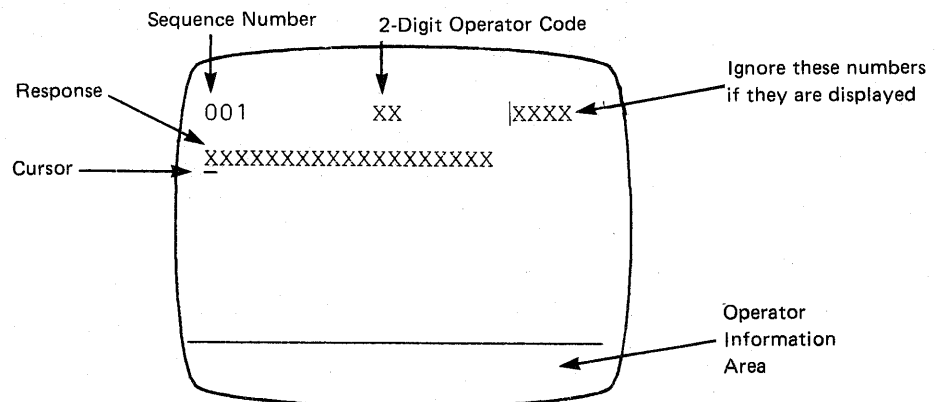 Sequence Number
2-Digit Operator Code
Ignore these numbers
if they are displayed
Response
001 XX XXXX
XXXXXXXXXXXXXXXXXXX
Cursor
Operator
Information
Area